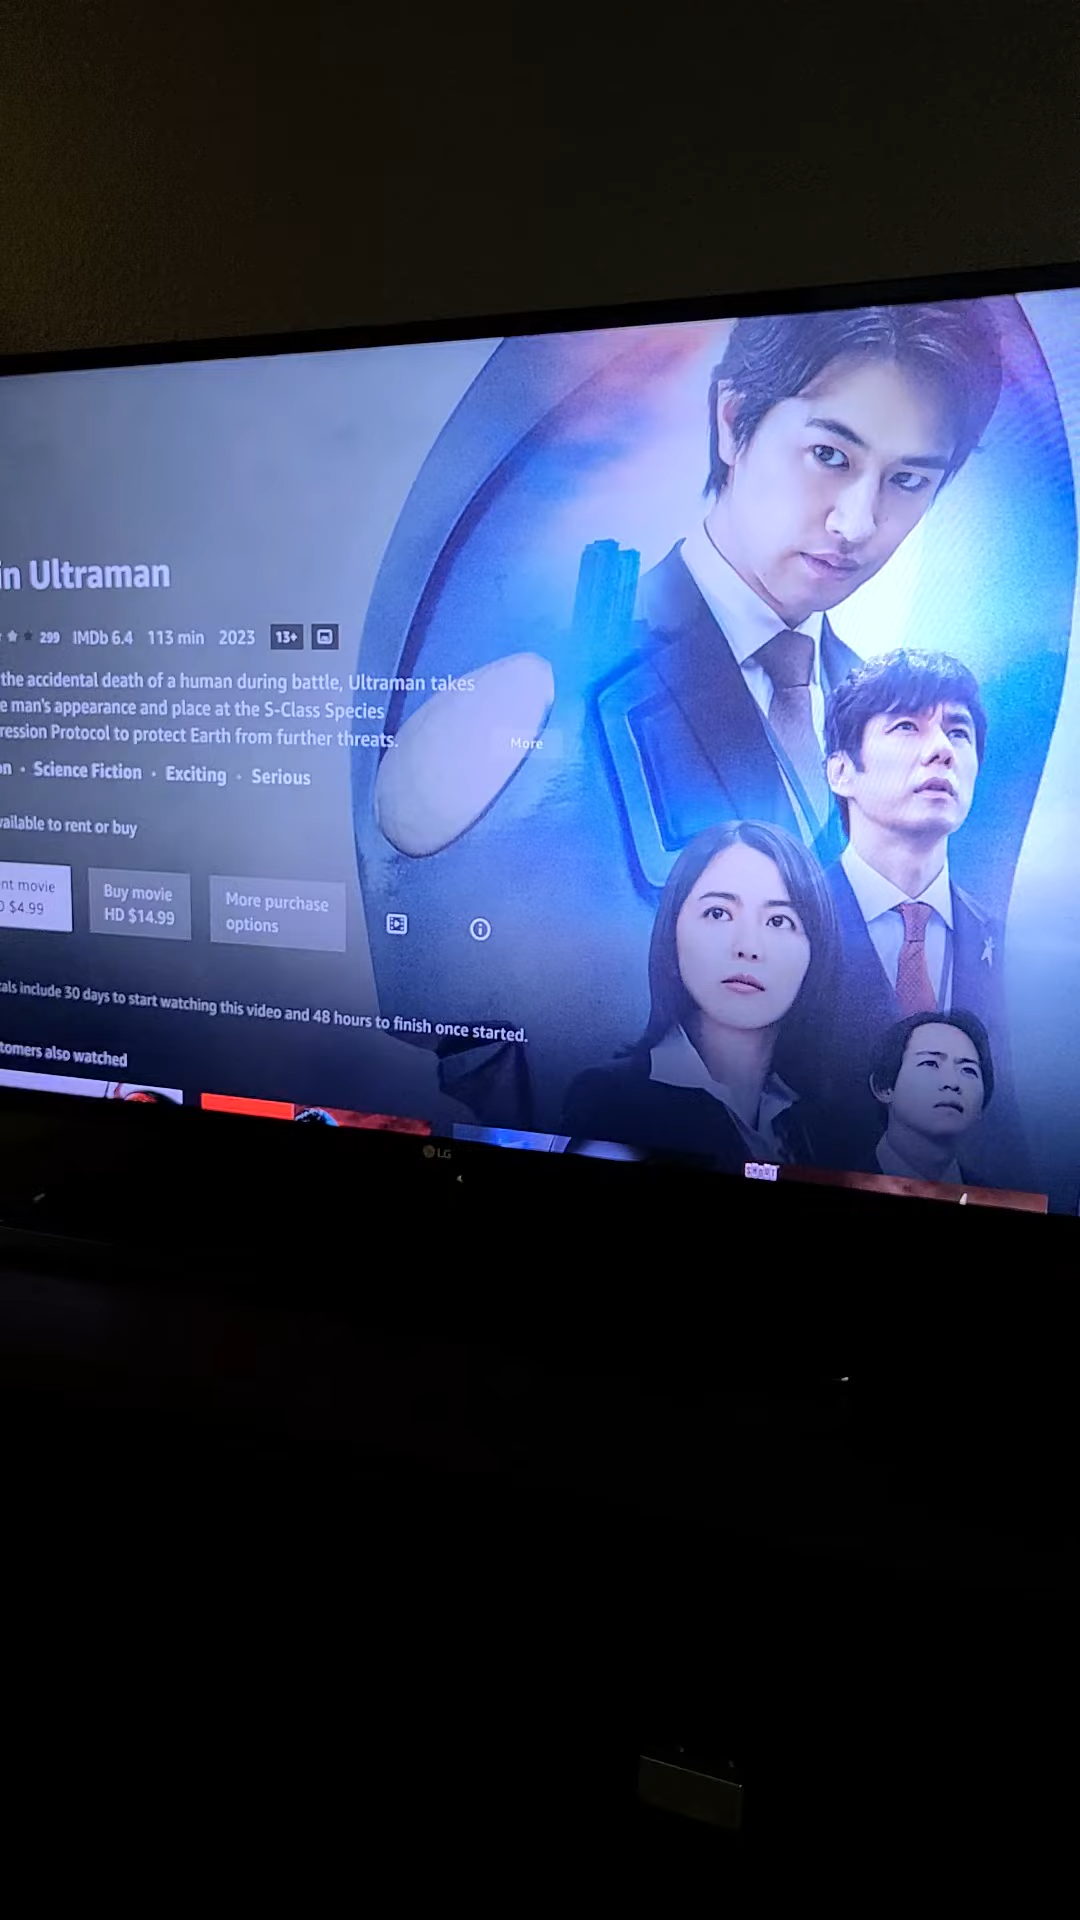 in Ultraman
299 IMDb 6.4 113 min 2023 13+
the accidental death of a human during battle, Ultraman takes
e man's appearance and place at the S-Class Species
ression Protocol to protect Earth from further threats.
More
on • Science Fiction • Exciting • Serious
vailable to rent or buy
nt movie
D $4.99
Buy movie
HD $14.99
More purchase
options
als include 30 days to start watching this video and 48 hours to finish once started.
tomers also watched
LG
SHOUT